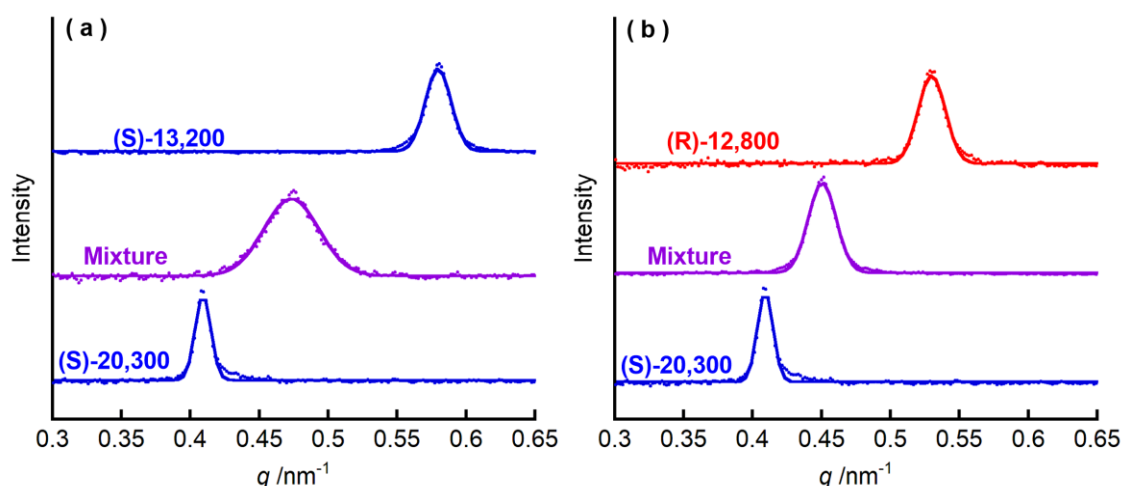 ( a )
(S)-13,200
Mixture
(S)-20,300
Intensity
0.3 0.35 0.4 0.45 0.5 0.55 0.6 0.65
q /nm-1
( b )
(R)-12,800
Mixture
(S)-20,300
Intensity
0.3 0.35 0.4 0.45 0.5 0.55 0.6 0.65
q /nm-1